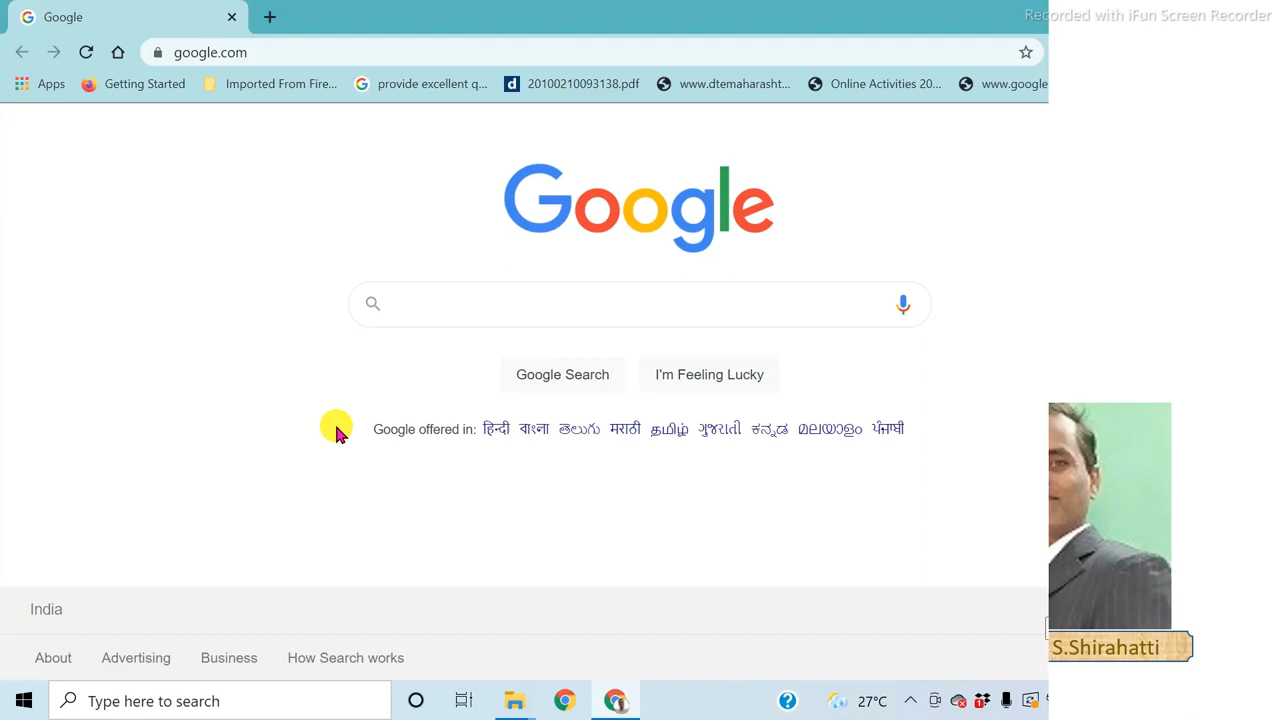 Recorded with iFun Screen Recorder
Google
google.com
Apps Getting Started Imported From Fire... provide excellent q... 20100210093138.pdf www.dtemaharasht... Online Activities 20... www.google
Google
Google Search I'm Feeling Lucky
Google offered in: हिन्दी বাংলা తెలుగు मराठी தமிழ் ગુજરાતી ಕನ್ನಡ മലയാളം ਪੰਜਾਬੀ
India
S.Shirahatti
About Advertising Business How Search works
Type here to search 27°C